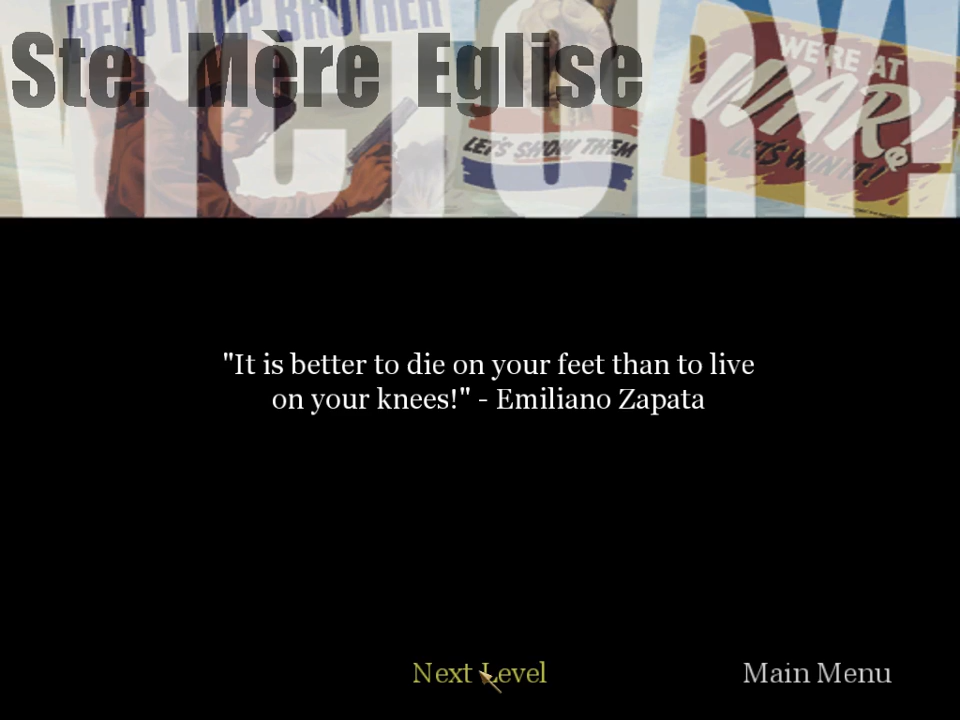 KEEP IT UP BROTHER
VICTORY
Ste. Mère Eglise
WE'RE AT
WAR!
LET'S SHOW THEM
LET'S WIN IT!
"It is better to die on your feet than to live
on your knees!" - Emiliano Zapata
Next Level
Main Menu